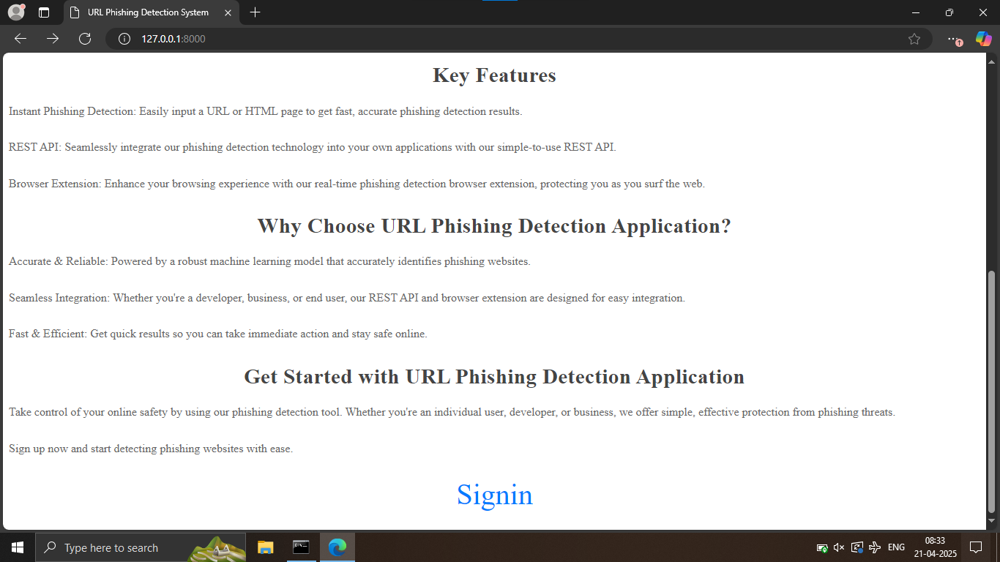 URL Phishing Detection System
127.0.0.1:8000
Key Features
Instant Phishing Detection: Easily input a URL or HTML page to get fast, accurate phishing detection results.
REST API: Seamlessly integrate our phishing detection technology into your own applications with our simple-to-use REST API.
Browser Extension: Enhance your browsing experience with our real-time phishing detection browser extension, protecting you as you surf the web.
Why Choose URL Phishing Detection Application?
Accurate & Reliable: Powered by a robust machine learning model that accurately identifies phishing websites.
Seamless Integration: Whether you're a developer, business, or end user, our REST API and browser extension are designed for easy integration.
Fast & Efficient: Get quick results so you can take immediate action and stay safe online.
Get Started with URL Phishing Detection Application
Take control of your online safety by using our phishing detection tool. Whether you're an individual user, developer, or business, we offer simple, effective protection from phishing threats.
Sign up now and start detecting phishing websites with ease.
Signin
Type here to search
ENG
08:33
21-04-2025